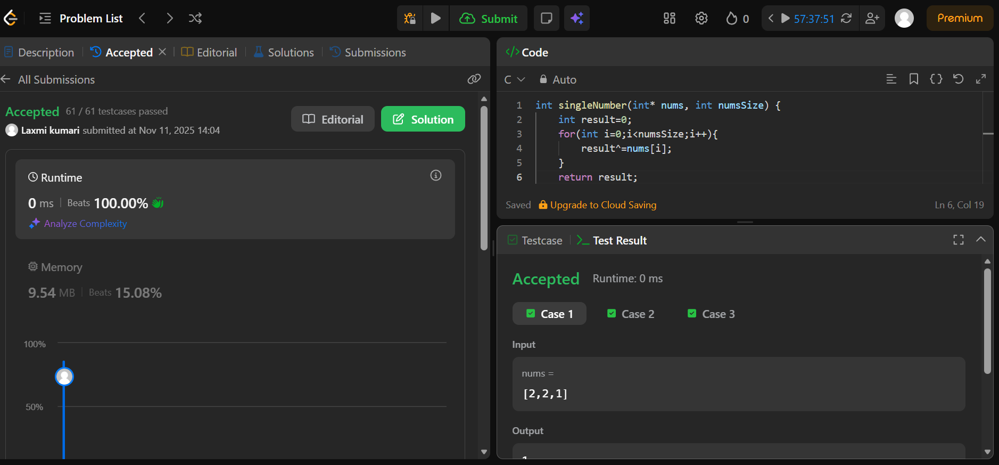 Problem List
Submit
0
57:37:51
Premium
Description
Accepted
Editorial
Solutions
Submissions
All Submissions
Accepted 61 / 61 testcases passed
Laxmi kumari submitted at Nov 11, 2025 14:04
Editorial
Solution
Runtime
0 ms
Beats 100.00%
Analyze Complexity
Memory
9.54 MB
Beats 15.08%
100%
50%
</> Code
C
Auto
1 int singleNumber(int* nums, int numsSize) {
2 int result=0;
3 for(int i=0;i<numsSize;i++){
4 result^=nums[i];
5 }
6 return result;
Saved
Upgrade to Cloud Saving
Ln 6, Col 19
Testcase
Test Result
Accepted Runtime: 0 ms
Case 1
Case 2
Case 3
Input
nums =
[2,2,1]
Output
1